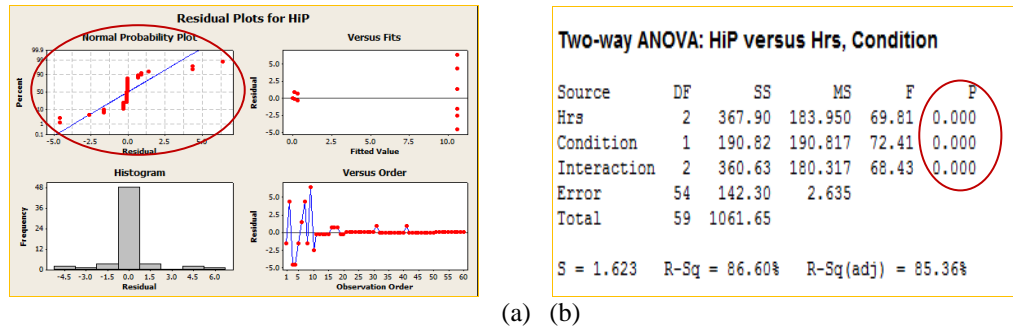 Residual Plots for HiP
Normal Probability Plot
99.9
99
90
50
10
1
0.1
Percent
-5.0 -2.5 0.0 2.5 5.0
Residual
Versus Fits
5.0
2.5
0.0
-2.5
-5.0
Residual
0.0 2.5 5.0 7.5 10.0
Fitted Value
Histogram
48
36
24
12
0
Frequency
-4.5 -3.0 -1.5 0.0 1.5 3.0 4.5 6.0
Residual
Versus Order
5.0
2.5
0.0
-2.5
-5.0
Residual
1 5 10 15 20 25 30 35 40 45 50 55 60
Observation Order
Two-way ANOVA: HiP versus Hrs, Condition
Source DF SS MS F P
Hrs 2 367.90 183.950 69.81 0.000
Condition 1 190.82 190.817 72.41 0.000
Interaction 2 360.63 180.317 68.43 0.000
Error 54 142.30 2.635
Total 59 1061.65
S = 1.623 R-Sq = 86.60% R-Sq(adj) = 85.36%
(a) (b)